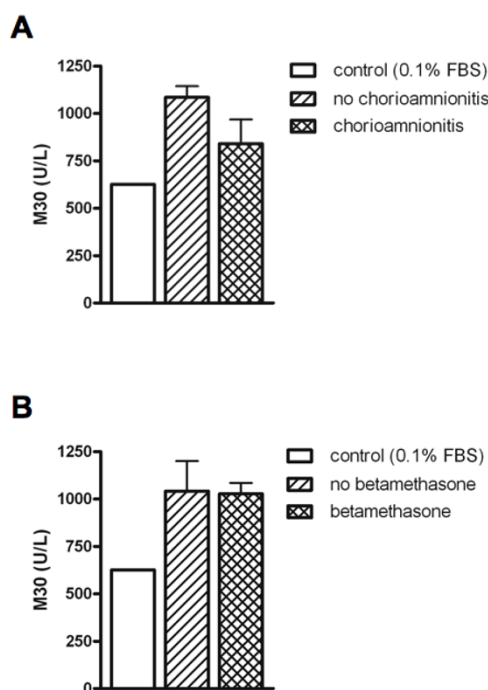 A
1250
1000
750
500
250
0
M30 (U/L)
control (0.1% FBS)
no chorioamnionitis
chorioamnionitis
B
1250
1000
750
500
250
0
M30 (U/L)
control (0.1% FBS)
no betamethasone
betamethasone